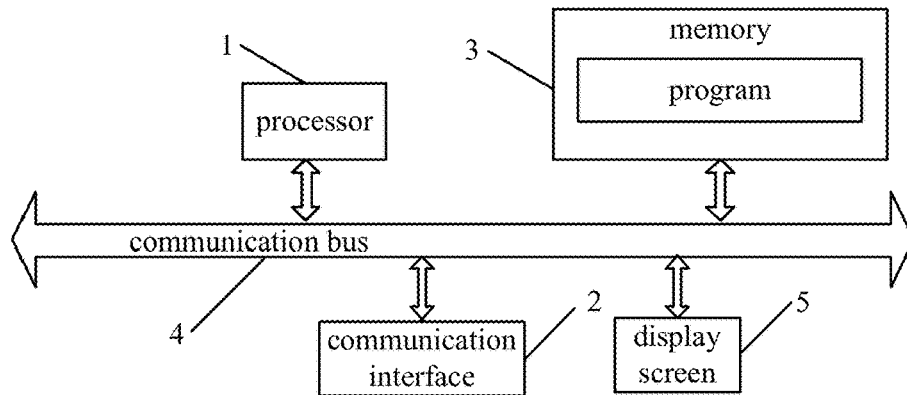 1
processor
3
memory
program
communication bus
4
communication
interface
2
display
screen
5